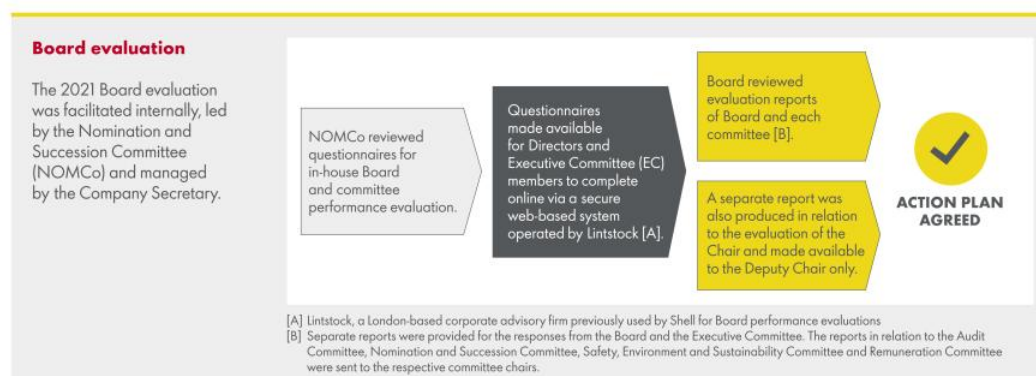 Board evaluation
The 2021 Board evaluation
was facilitated internally, led
by the Nomination and
Succession Committee
(NOMCo) and managed
by the Company Secretary.
NOMCo reviewed
questionnaires for
in-house Board
and committee
performance evaluation.
Questionnaires
made available
for Directors and
Executive Committee (EC)
members to complete
online via a secure
web-based system
operated by Lintstock [A].
Board reviewed
evaluation reports
of Board and each
committee [B].
A separate report was
also produced in relation
to the evaluation of the
Chair and made available
to the Deputy Chair only.
ACTION PLAN
AGREED
[A] Lintstock, a London-based corporate advisory firm previously used by Shell for Board performance evaluations
[B] Separate reports were provided for the responses from the Board and the Executive Committee. The reports in relation to the Audit
Committee, Nomination and Succession Committee, Safety, Environment and Sustainability Committee and Remuneration Committee
were sent to the respective committee chairs.